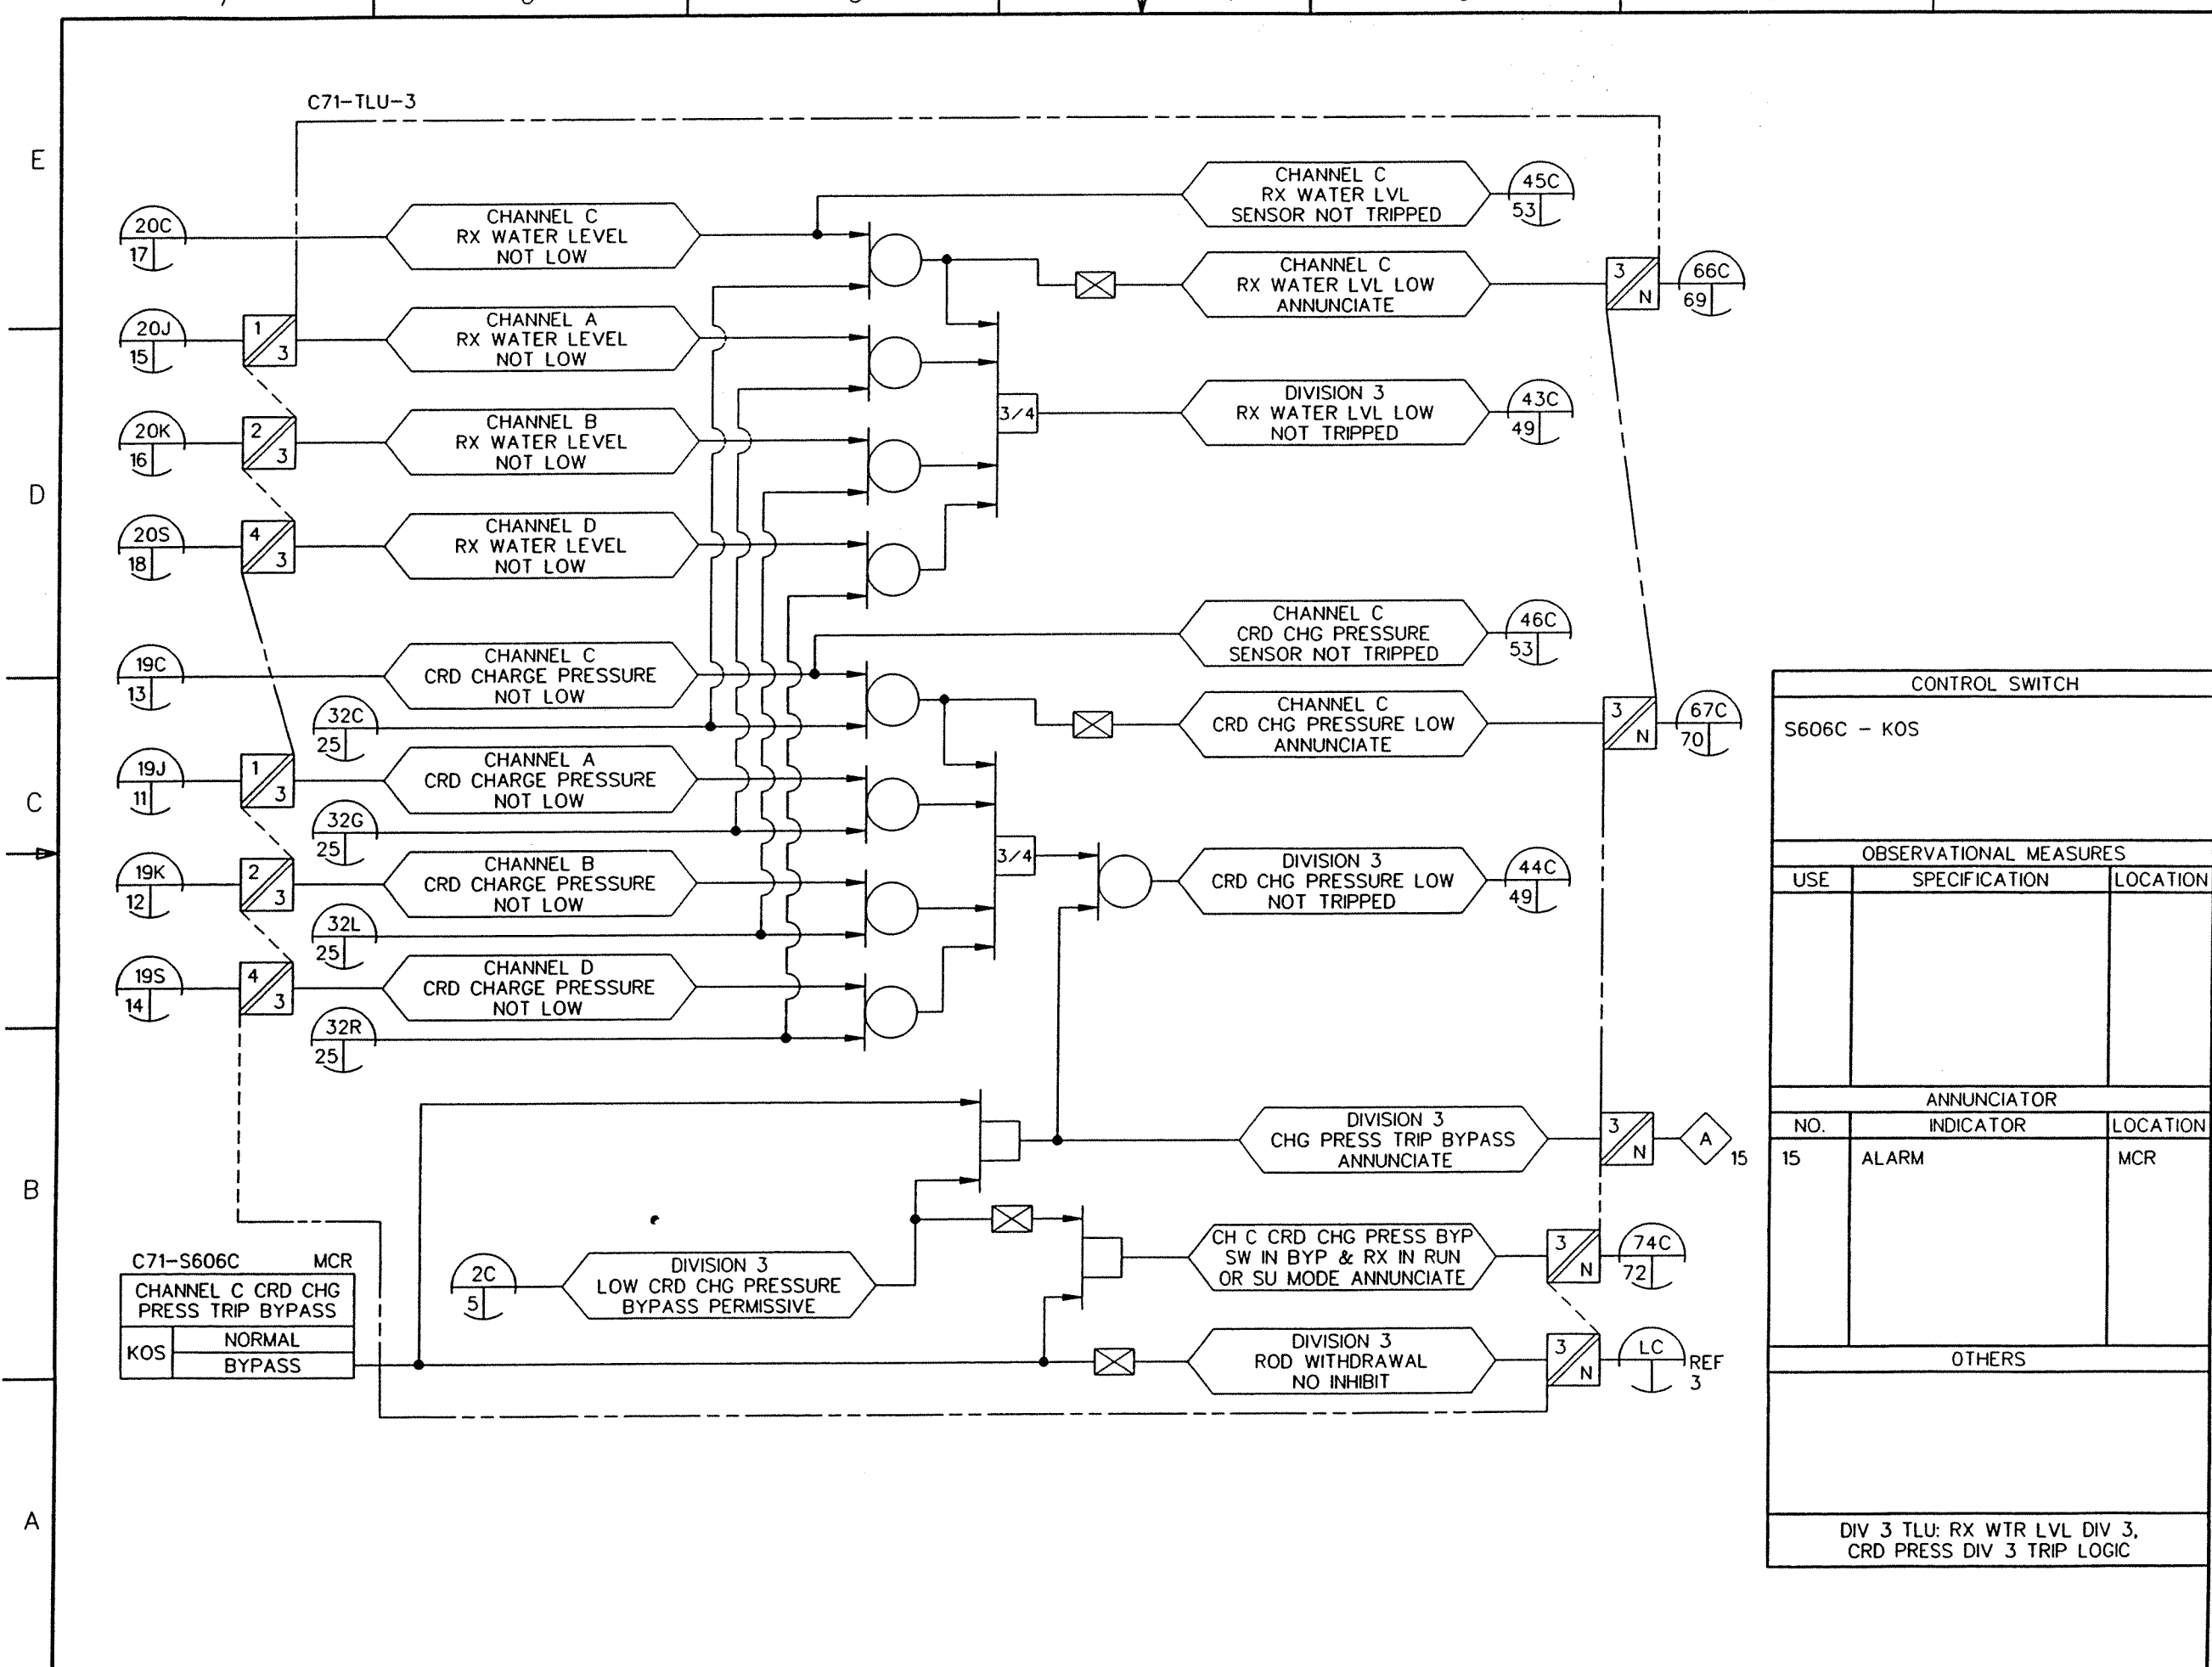 C71-TLU-3
E
D
C
B
A
20C
17
CHANNEL C
RX WATER LEVEL
NOT LOW
CHANNEL C
RX WATER LVL
SENSOR NOT TRIPPED
45C
53
CHANNEL C
RX WATER LVL LOW
ANNUNCIATE
3
N
66C
69
20J
15
1
3
CHANNEL A
RX WATER LEVEL
NOT LOW
20K
16
2
3
CHANNEL B
RX WATER LEVEL
NOT LOW
3/4
DIVISION 3
RX WATER LVL LOW
NOT TRIPPED
43C
49
20S
18
4
3
CHANNEL D
RX WATER LEVEL
NOT LOW
19C
13
CHANNEL C
CRD CHARGE PRESSURE
NOT LOW
CHANNEL C
CRD CHG PRESSURE
SENSOR NOT TRIPPED
46C
53
32C
25
CHANNEL C
CRD CHG PRESSURE LOW
ANNUNCIATE
3
N
67C
70
19J
11
1
3
CHANNEL A
CRD CHARGE PRESSURE
NOT LOW
32G
25
19K
12
2
3
CHANNEL B
CRD CHARGE PRESSURE
NOT LOW
3/4
DIVISION 3
CRD CHG PRESSURE LOW
NOT TRIPPED
44C
49
32L
25
19S
14
4
3
CHANNEL D
CRD CHARGE PRESSURE
NOT LOW
32R
25
DIVISION 3
CHG PRESS TRIP BYPASS
ANNUNCIATE
3
N
A
15
2C
5
DIVISION 3
LOW CRD CHG PRESSURE
BYPASS PERMISSIVE
CH C CRD CHG PRESS BYP
SW IN BYP & RX IN RUN
OR SU MODE ANNUNCIATE
3
N
74C
72
C71-S606C MCR
CHANNEL C CRD CHG
PRESS TRIP BYPASS
KOS
NORMAL
BYPASS
DIVISION 3
ROD WITHDRAWAL
NO INHIBIT
3
N
LC
REF
3
CONTROL SWITCH
S606C - KOS
OBSERVATIONAL MEASURES
USE SPECIFICATION LOCATION
ANNUNCIATOR
NO. INDICATOR LOCATION
15 ALARM MCR
OTHERS
DIV 3 TLU: RX WTR LVL DIV 3,
CRD PRESS DIV 3 TRIP LOGIC